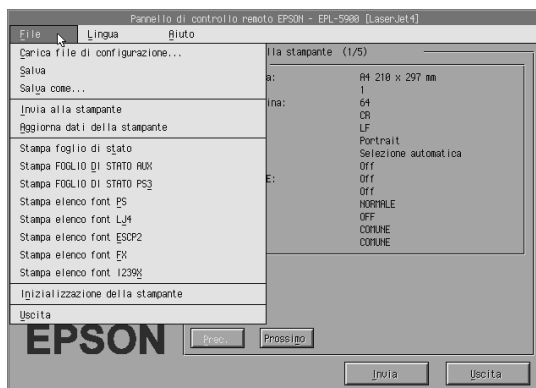 Pannello di controllo remoto EPSON - EPL-5900 [LaserJet4]
File Lingua Aiuto
Carica file di configurazione...
lla stampante (1/5)
Salva
Salva come...
Invia alla stampante
Aggiorna dati della stampante
Stampa foglio di stato
Stampa FOGLIO DI STATO AUX
Stampa FOGLIO DI STATO PS3
Stampa elenco font PS
Stampa elenco font LJ4
Stampa elenco font ESCP2
Stampa elenco font FX
Stampa elenco font I239X
Inizializzazione della stampante
Uscita
a: A4 210 x 297 mm
1
ina: 64
CR
LF
Portrait
Selezione automatica
Off
E: Off
Off
NORMALE
OFF
COMUNE
COMUNE
EPSON
Prec. Prossimo
Invia Uscita